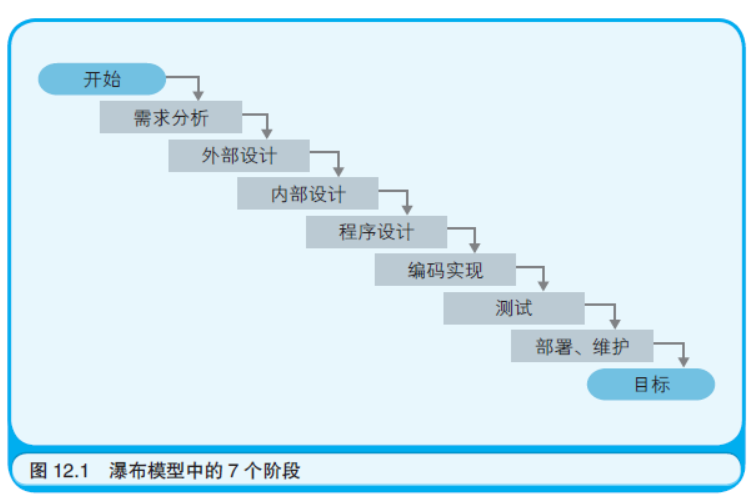 开始
需求分析
外部设计
内部设计
程序设计
编码实现
测试
部署、维护
目标
图 12.1 瀑布模型中的 7 个阶段